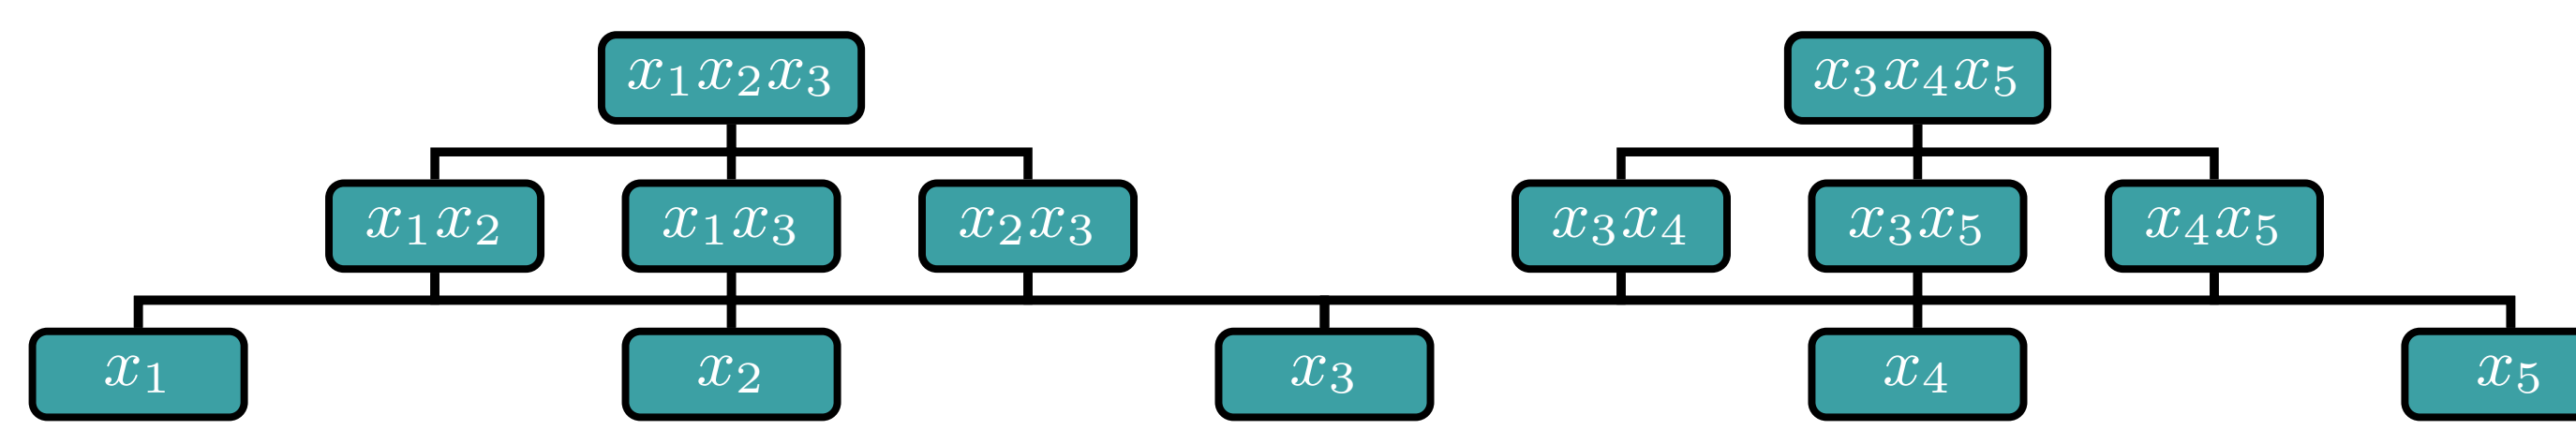 x₁x₂x₃ x₃x₄x₅
x₁x₂ x₁x₃ x₂x₃ x₃x₄ x₃x₅ x₄x₅
x₁ x₂ x₃ x₄ x₅